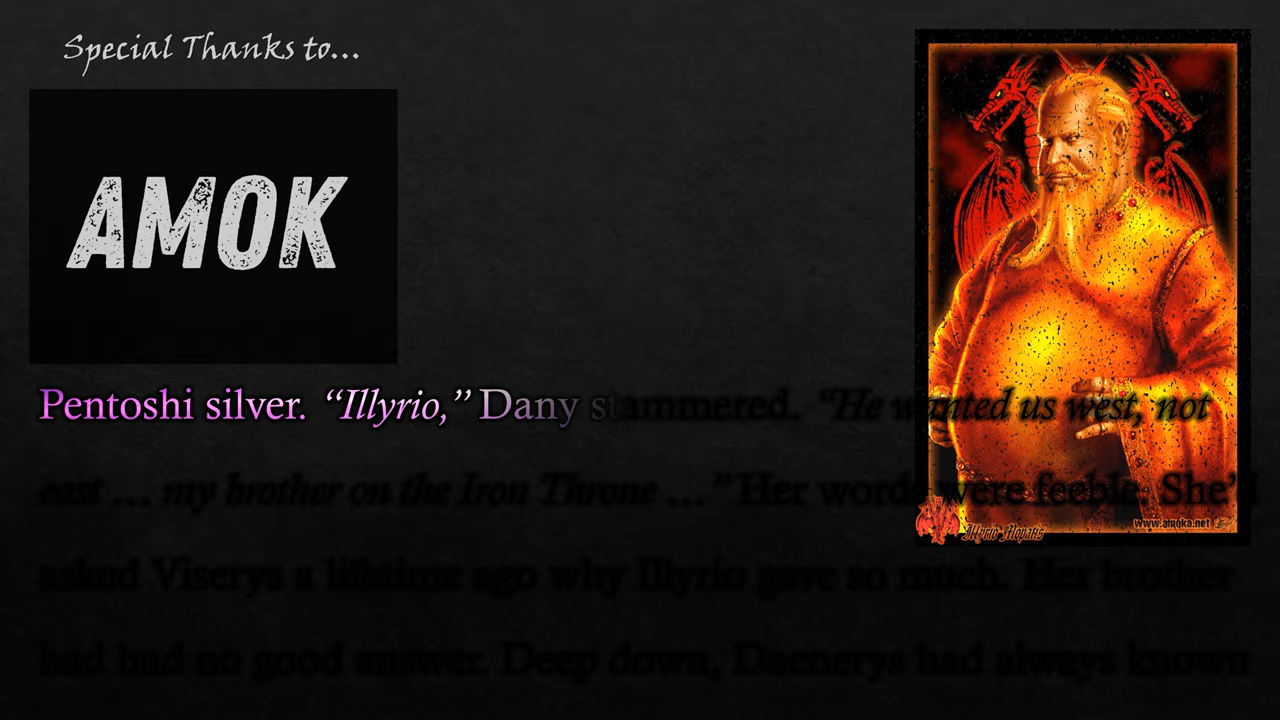 Special Thanks to...
AMOK
Pentoshi silver. “Illyrio,” Dany stammered. “He wanted us west, not
east … my brother on the Iron Throne …” Her words were feeble. She’d
asked Viserys a lifetime ago why Illyrio gave so much. Her brother
had had no good answer. Deep down, Daenerys had always known
www.amoka.net
Illyrio Mopatis